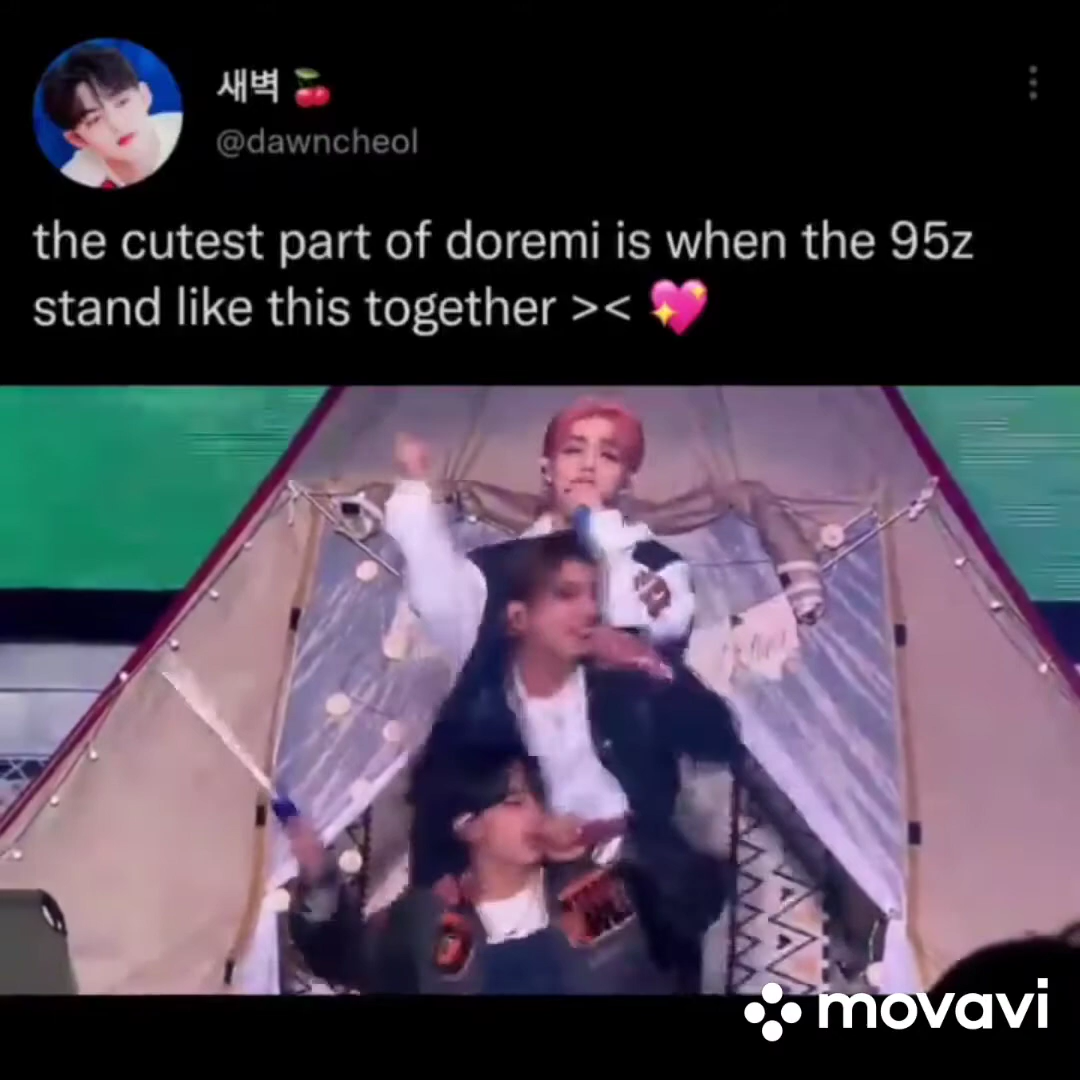 새벽 🍒
@dawncheol
the cutest part of doremi is when the 95z
stand like this together >< 💖
movavi